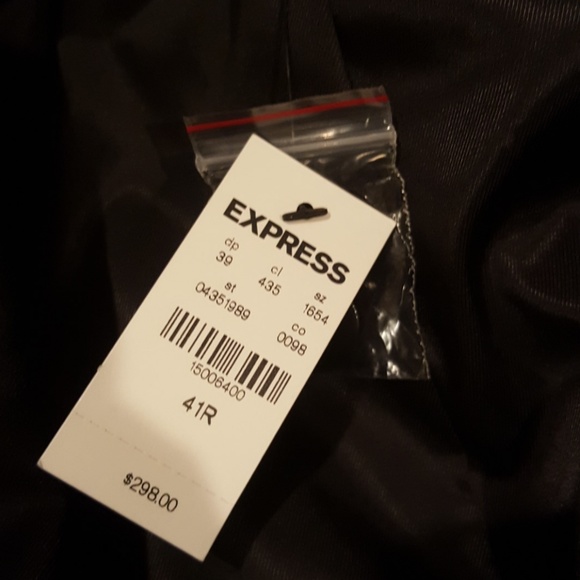 EXPRESS
dp cl sz
39 435 1654
st co
04351989 0098
15006400
41R
$298.00